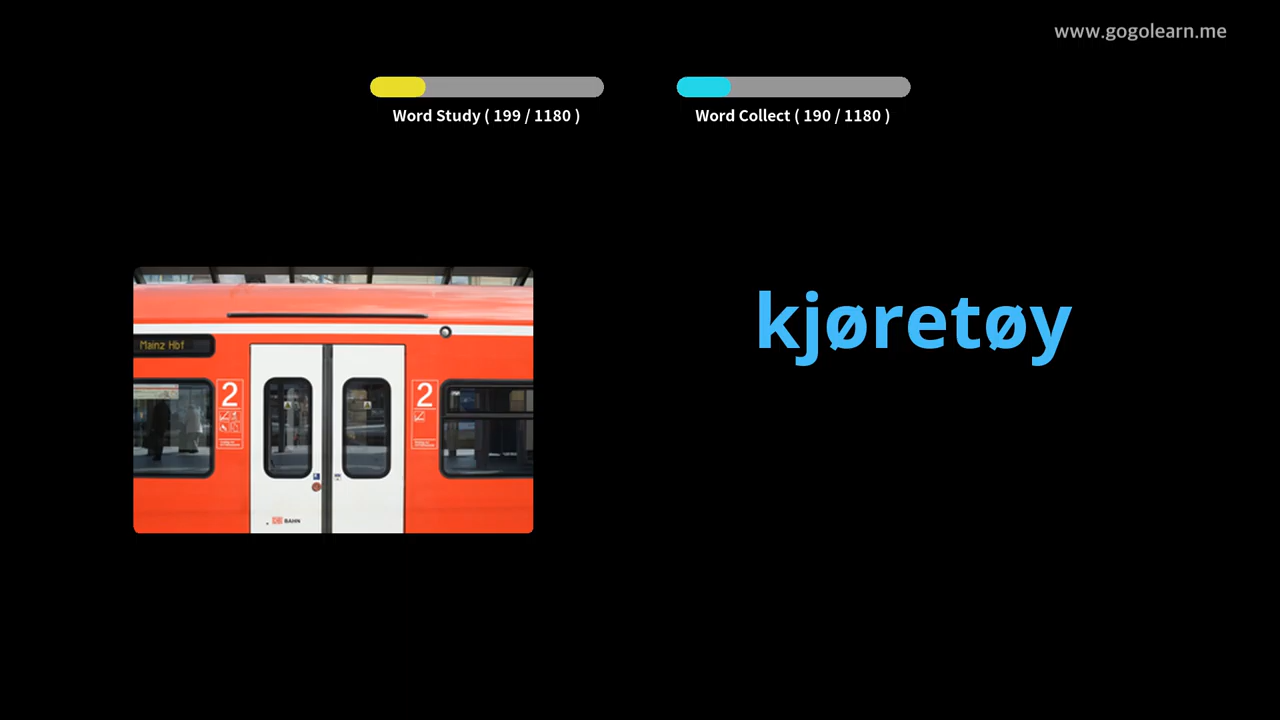 www.gogolearn.me
Word Study ( 199 / 1180 )
Word Collect ( 190 / 1180 )
kjøretøy
Mainz Hbf
2
2
DB BAHN